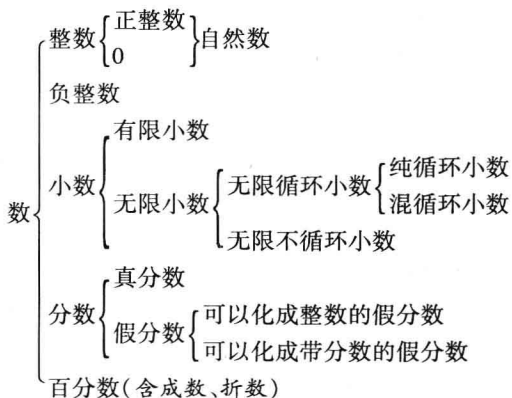 数
整数
正整数
0
自然数
负整数
小数
有限小数
无限小数
无限循环小数
纯循环小数
混循环小数
无限不循环小数
分数
真分数
假分数
可以化成整数的假分数
可以化成带分数的假分数
百分数(含成数、折数)